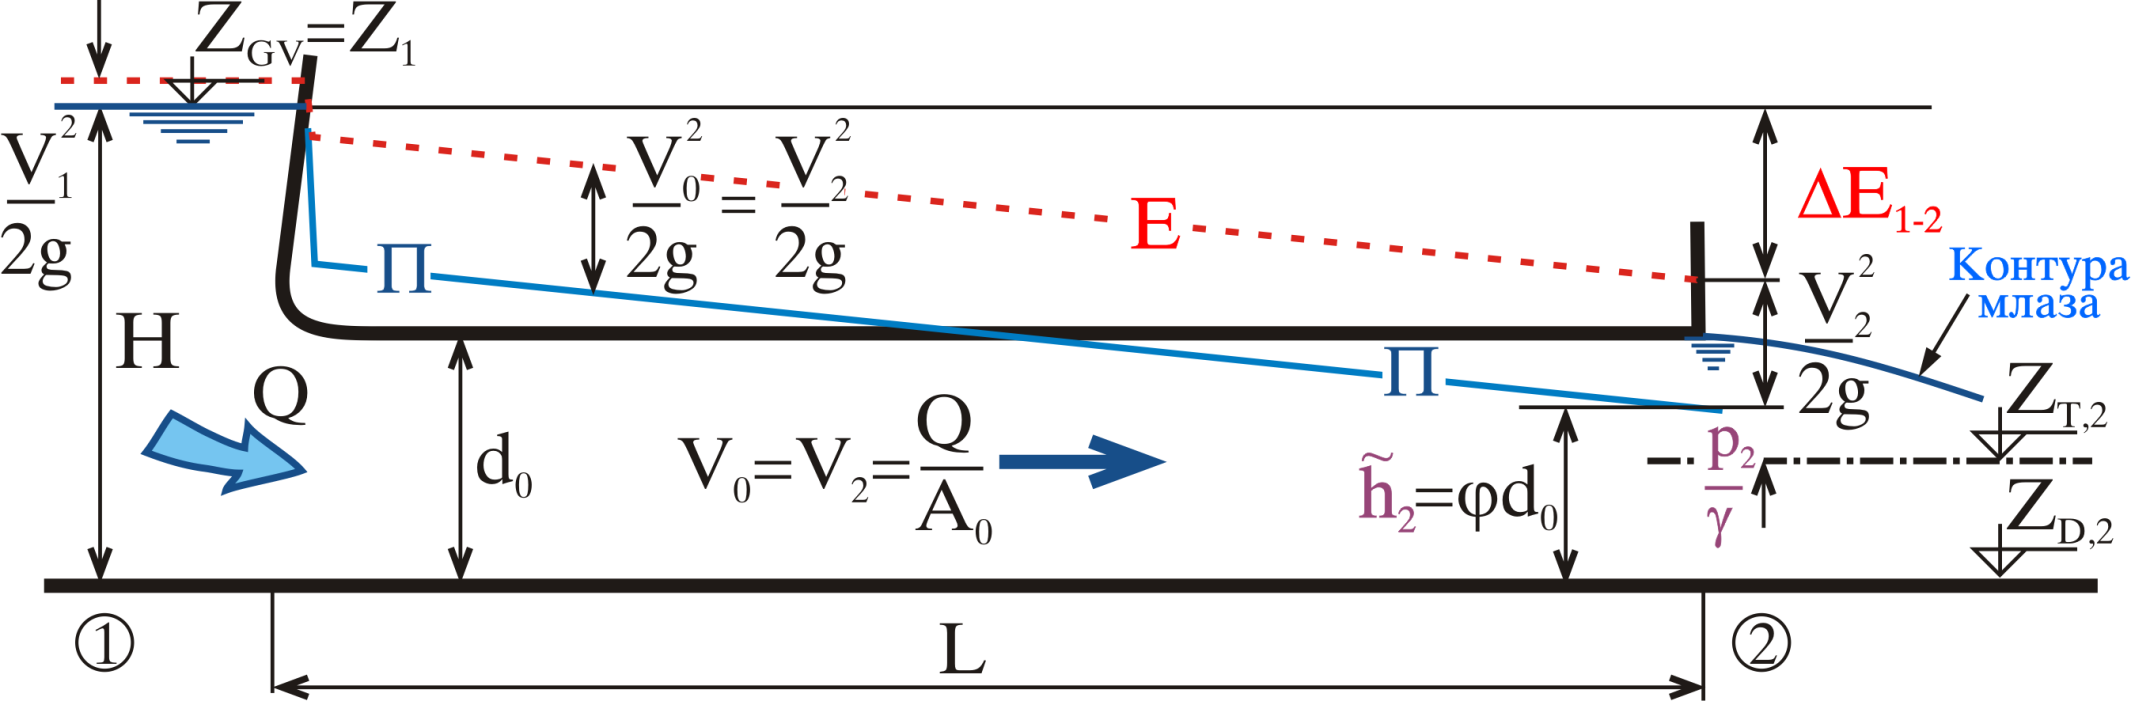 Z_GV=Z_1
V_1^2/2g
H
Q
d_0
П
V_0^2/2g = V_2^2/2g
E
V_0=V_2=Q/A_0
П
h̃_2=φd_0
p_2/γ
ΔE_1-2
V_2^2/2g
Контура
млаза
Z_T,2
Z_D,2
①
L
②